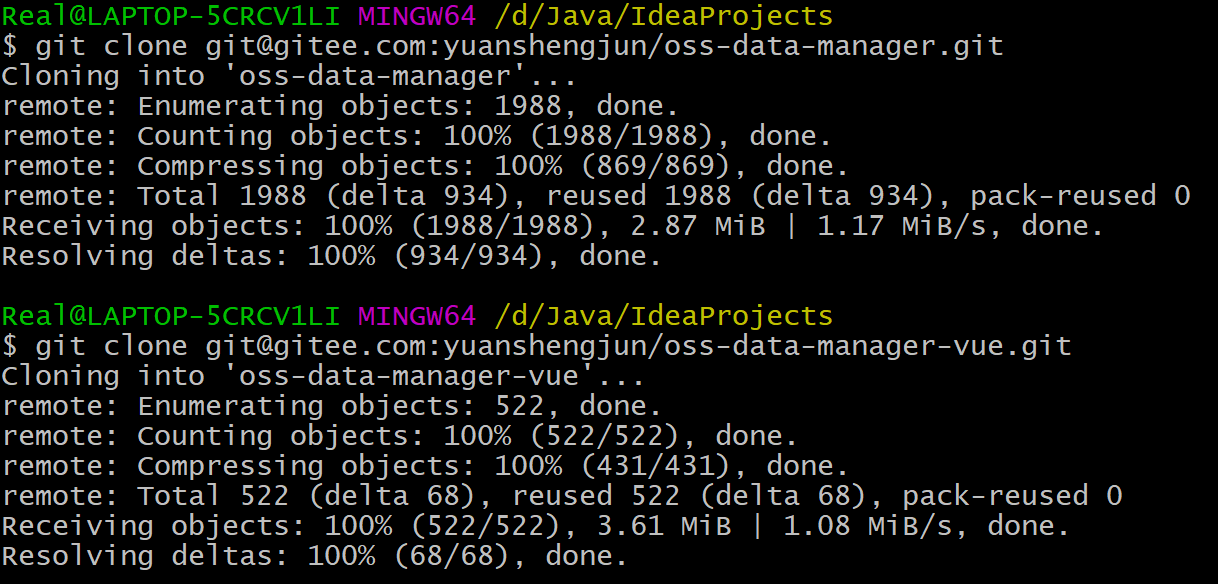 Real@LAPTOP-5CRCV1LI MINGW64 /d/Java/IdeaProjects
$ git clone git@gitee.com:yuanshengjun/oss-data-manager.git
Cloning into 'oss-data-manager'...
remote: Enumerating objects: 1988, done.
remote: Counting objects: 100% (1988/1988), done.
remote: Compressing objects: 100% (869/869), done.
remote: Total 1988 (delta 934), reused 1988 (delta 934), pack-reused 0
Receiving objects: 100% (1988/1988), 2.87 MiB | 1.17 MiB/s, done.
Resolving deltas: 100% (934/934), done.
Real@LAPTOP-5CRCV1LI MINGW64 /d/Java/IdeaProjects
$ git clone git@gitee.com:yuanshengjun/oss-data-manager-vue.git
Cloning into 'oss-data-manager-vue'...
remote: Enumerating objects: 522, done.
remote: Counting objects: 100% (522/522), done.
remote: Compressing objects: 100% (431/431), done.
remote: Total 522 (delta 68), reused 522 (delta 68), pack-reused 0
Receiving objects: 100% (522/522), 3.61 MiB | 1.08 MiB/s, done.
Resolving deltas: 100% (68/68), done.